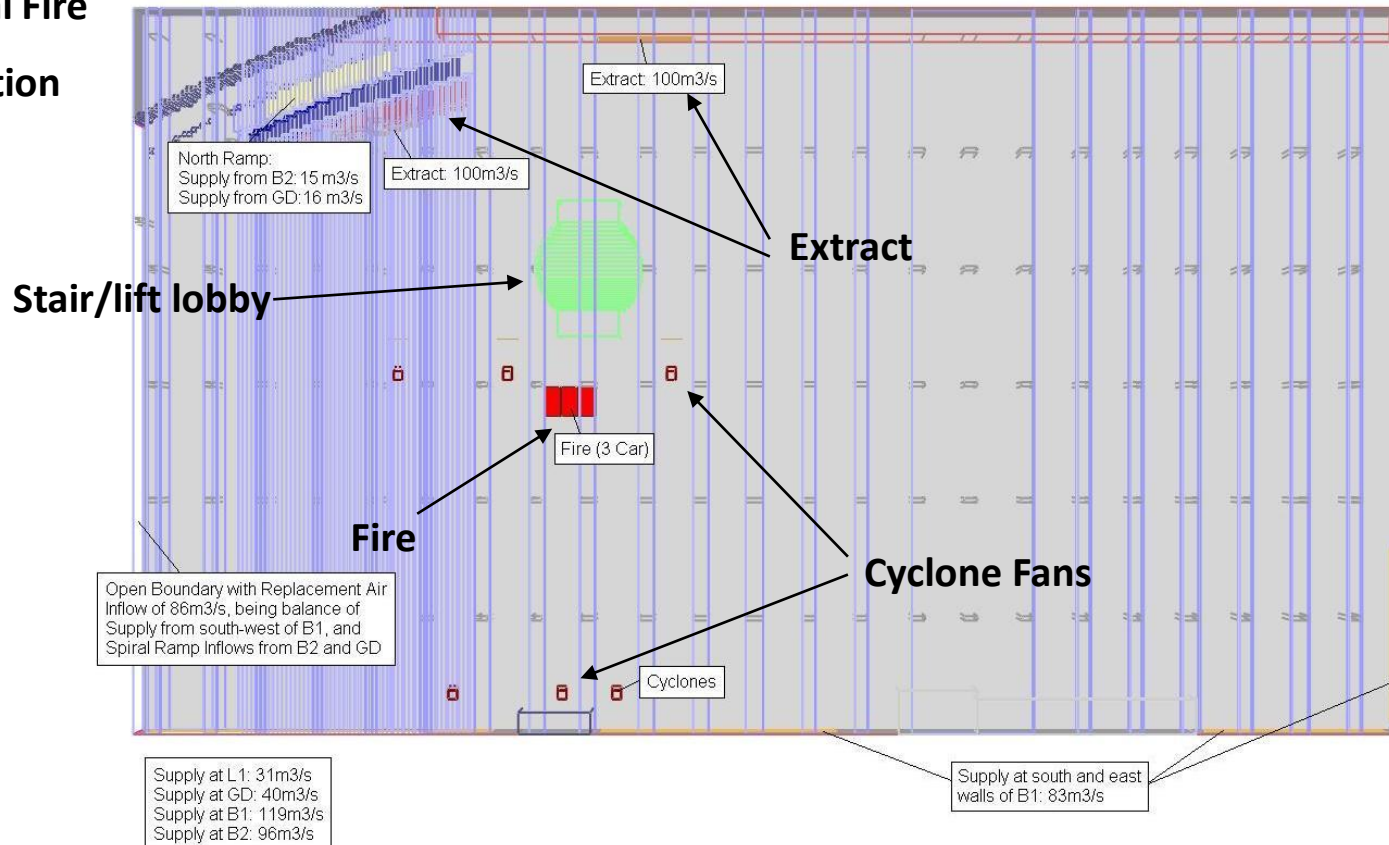 Fire
tion
Extract: 100m3/s
North Ramp:
Supply from B2: 15 m3/s
Supply from GD: 16 m3/s
Extract: 100m3/s
Extract
Stair/lift lobby
Fire (3 Car)
Fire
Cyclone Fans
Open Boundary with Replacement Air
Inflow of 86m3/s, being balance of
Supply from south-west of B1, and
Spiral Ramp Inflows from B2 and GD
Cyclones
Supply at L1: 31m3/s
Supply at GD: 40m3/s
Supply at B1: 119m3/s
Supply at B2: 96m3/s
Supply at south and east
walls of B1: 83m3/s